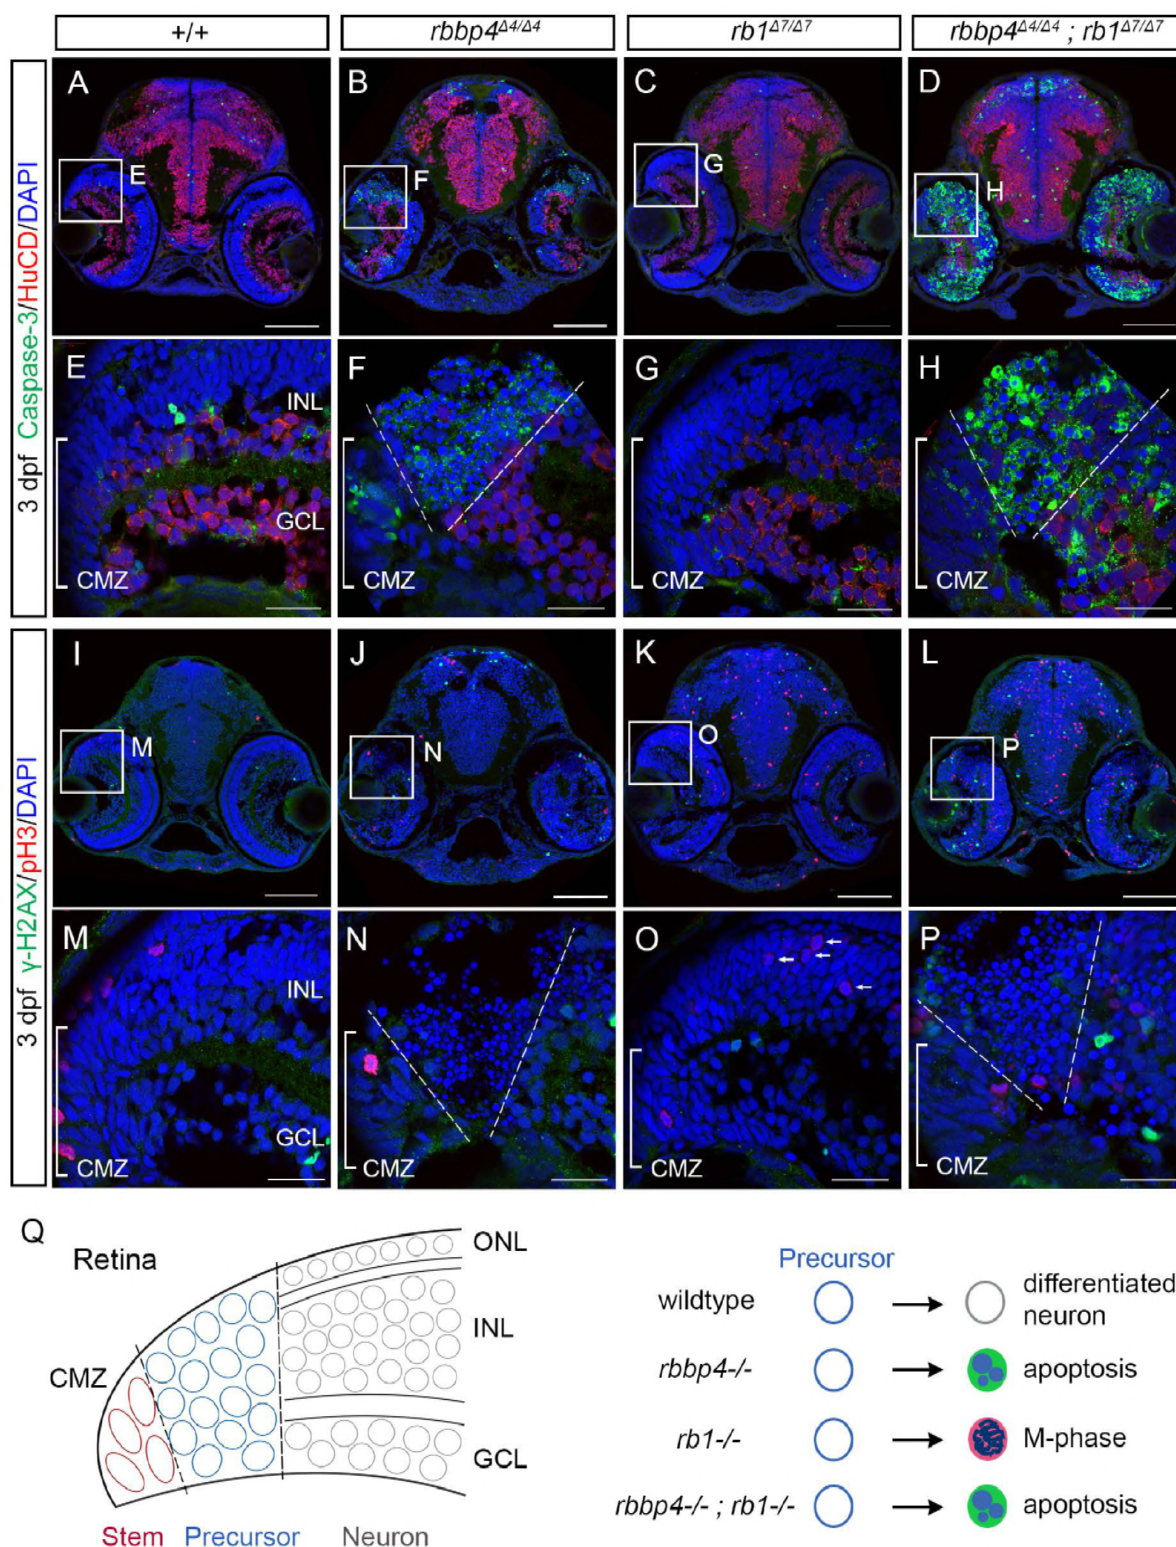 +/+
rbbp4Δ4/Δ4
rb1Δ7/Δ7
rbbp4Δ4/Δ4 ; rb1Δ7/Δ7
3 dpf Caspase-3/HuCD/DAPI
A
E
B
F
C
G
D
H
E
INL
GCL
CMZ
F
CMZ
G
CMZ
H
CMZ
3 dpf γ-H2AX/pH3/DAPI
I
M
J
N
K
O
L
P
M
INL
GCL
CMZ
N
CMZ
O
CMZ
P
CMZ
Q
Retina
ONL
INL
CMZ
GCL
Stem Precursor Neuron
Precursor
wildtype
differentiated
neuron
rbbp4-/-
apoptosis
rb1-/-
M-phase
rbbp4-/- ; rb1-/-
apoptosis